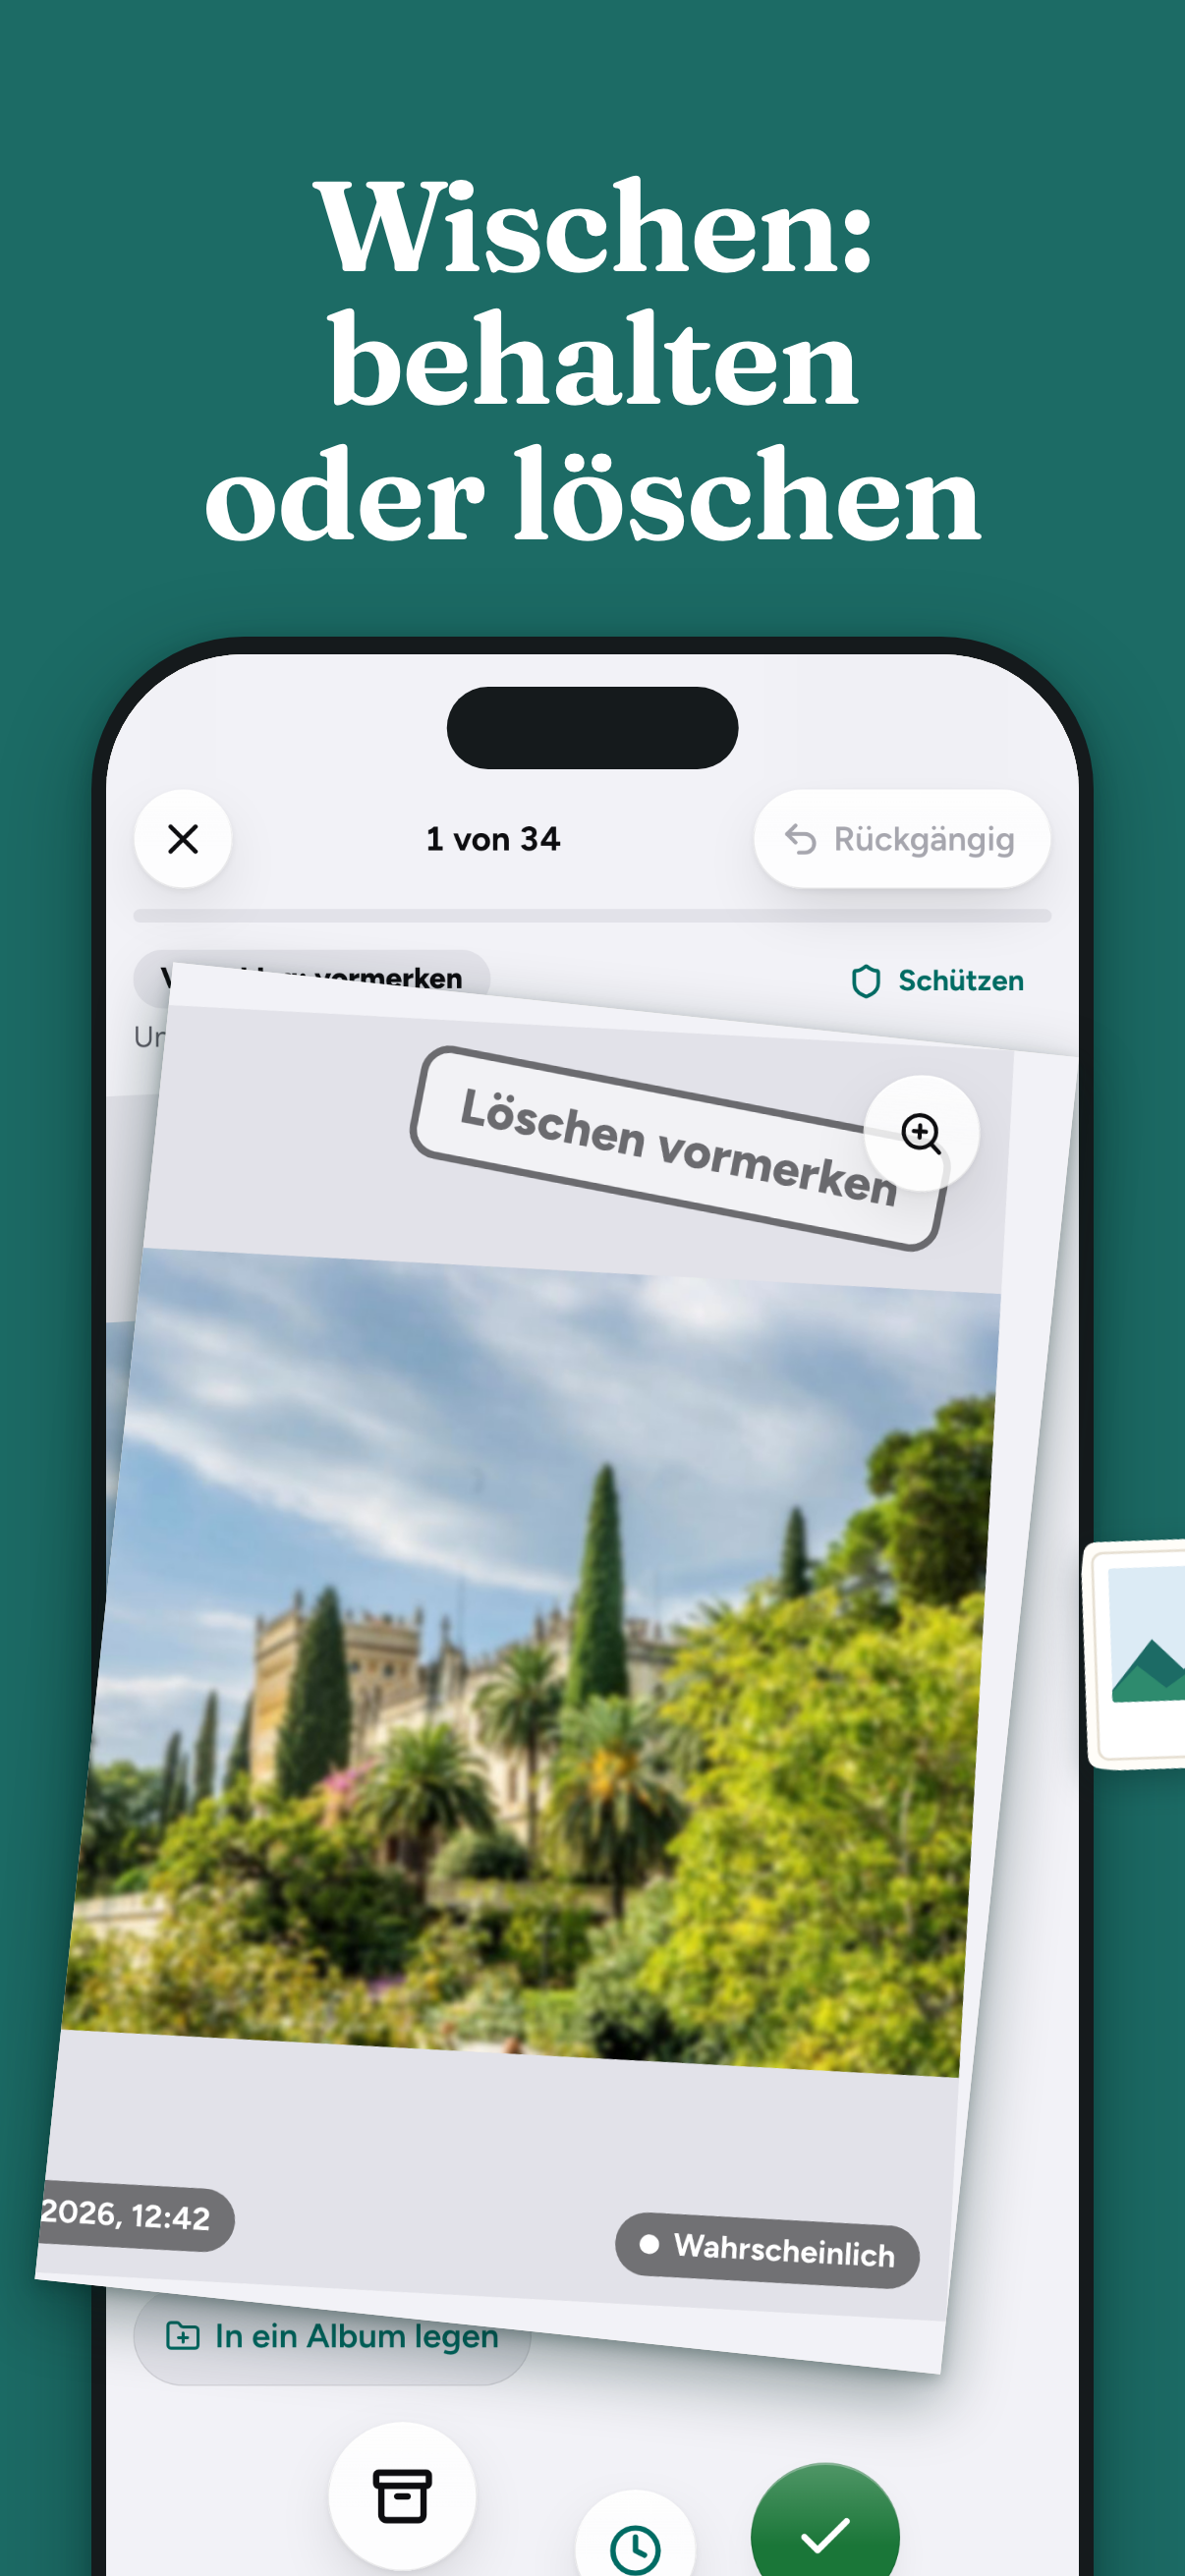 Wischen:
behalten
oder löschen
1 von 34
Rückgängig
vormerken
Schützen
Löschen vormerken
2026, 12:42
Wahrscheinlich
In ein Album legen